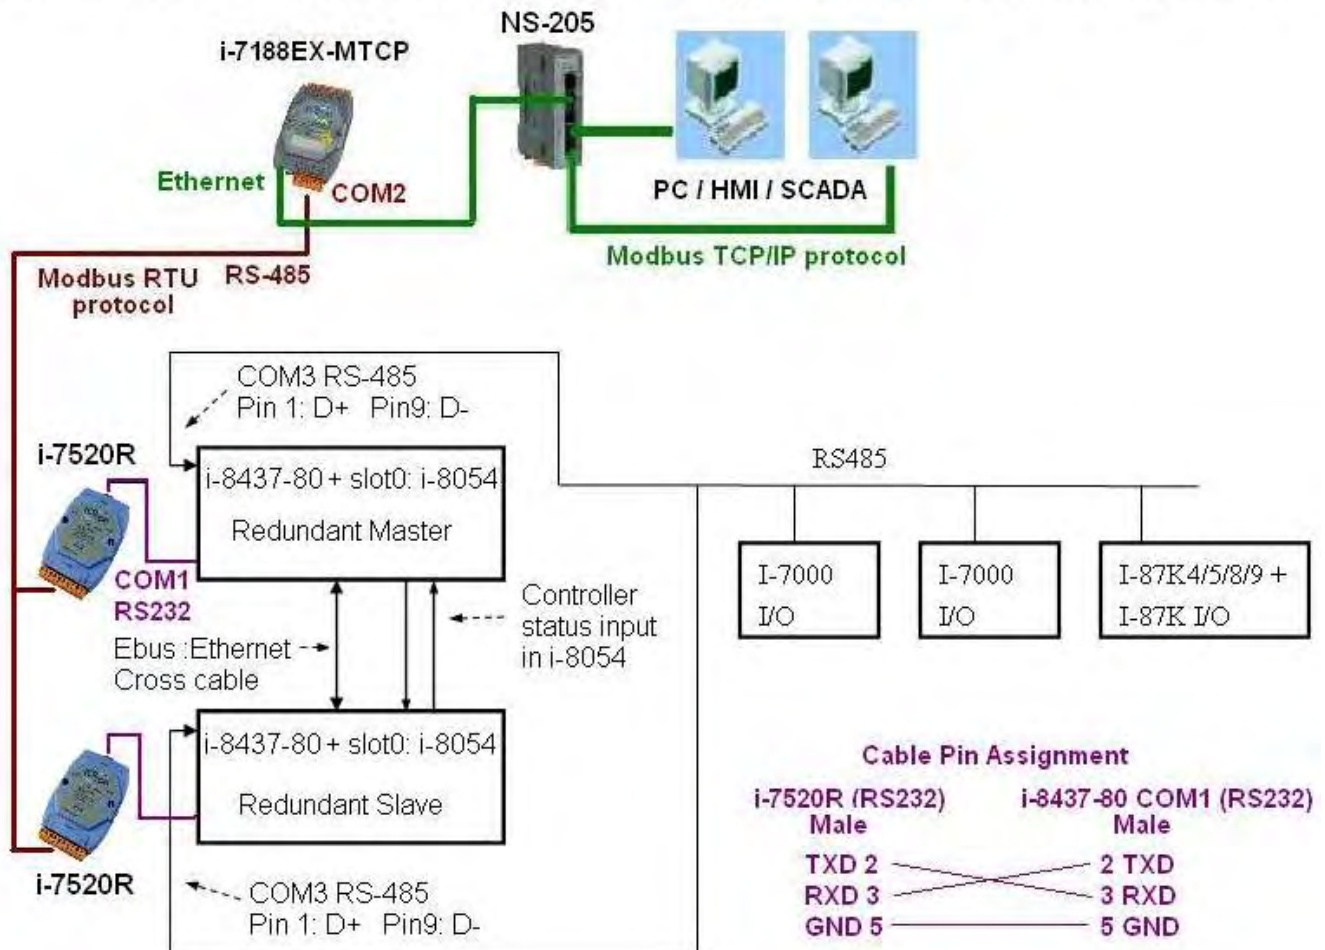 NS-205
i-7188EX-MTCP
Ethernet
COM2
PC / HMI / SCADA
Modbus TCP/IP protocol
Modbus RTU
protocol
RS-485
COM3 RS-485
Pin 1: D+ Pin9: D-
i-7520R
i-8437-80 + slot0: i-8054
Redundant Master
RS485
COM1
RS232
I-7000
I/O
I-7000
I/O
I-87K4/5/8/9 +
I-87K I/O
Controller
status input
in i-8054
Ebus :Ethernet
Cross cable
i-8437-80 + slot0: i-8054
Redundant Slave
i-7520R
COM3 RS-485
Pin 1: D+ Pin9: D-
Cable Pin Assignment
i-7520R (RS232)
Male
i-8437-80 COM1 (RS232)
Male
TXD 2
2 TXD
RXD 3
3 RXD
GND 5
5 GND